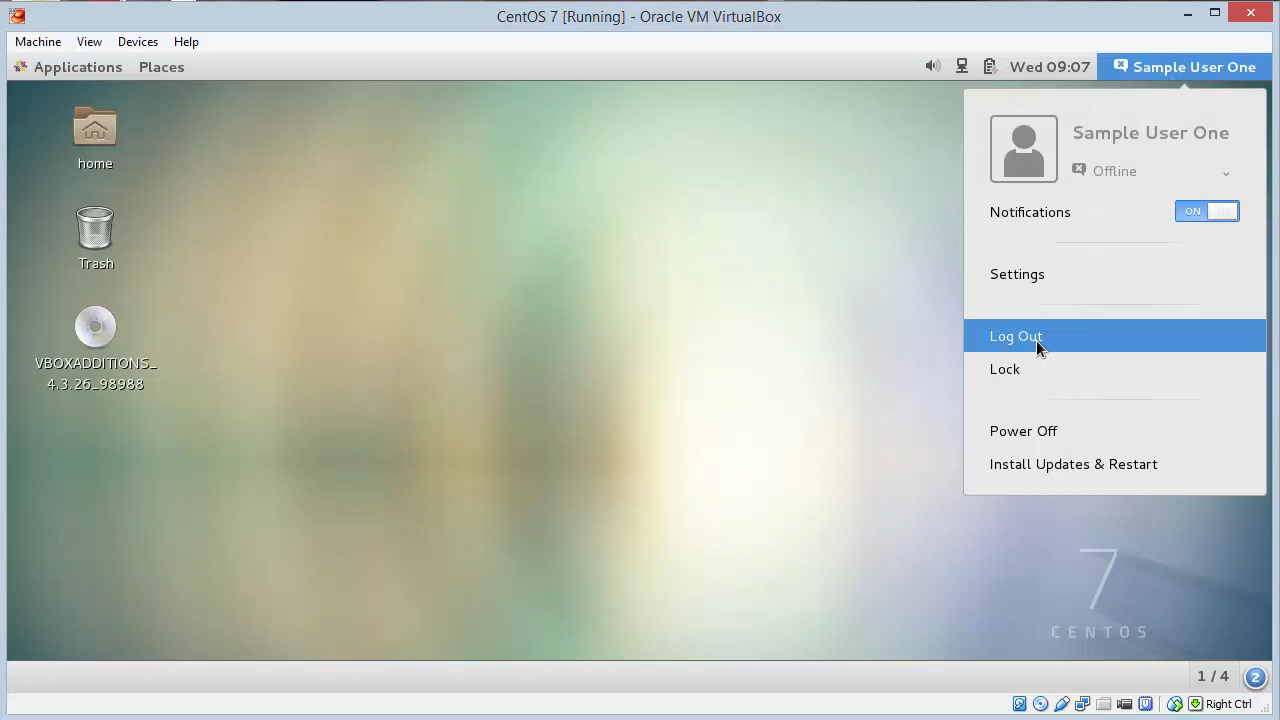 CentOS 7 [Running] - Oracle VM VirtualBox
Machine View Devices Help
Applications Places Wed 09:07 Sample User One
home
Trash
VBOXADDITIONS_
4.3.26_98988
Sample User One
Offline
Notifications ON
Settings
Log Out
Lock
Power Off
Install Updates & Restart
7
CENTOS
1 / 4 2
Right Ctrl